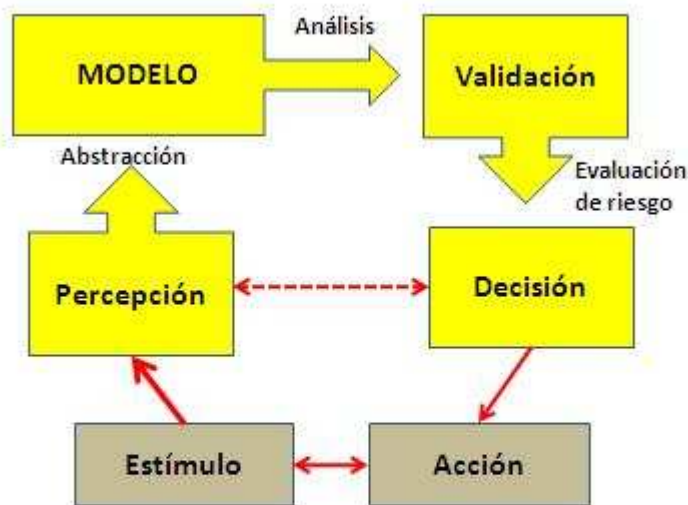 Análisis
MODELO
Validación
Abstracción
Evaluación
de riesgo
Percepción
Decisión
Estímulo
Acción